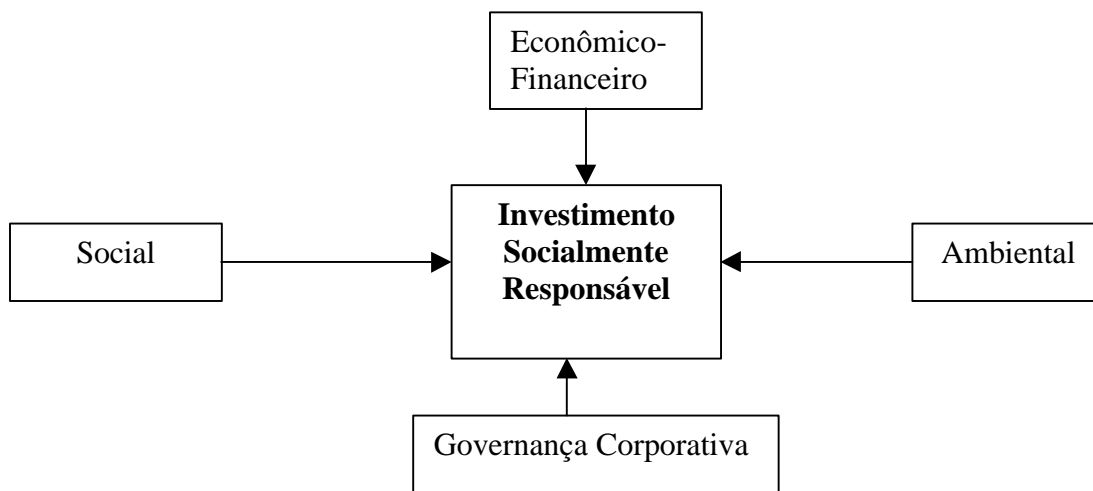 Econômico-
Financeiro
Investimento
Socialmente
Responsável
Social
Ambiental
Governança Corporativa